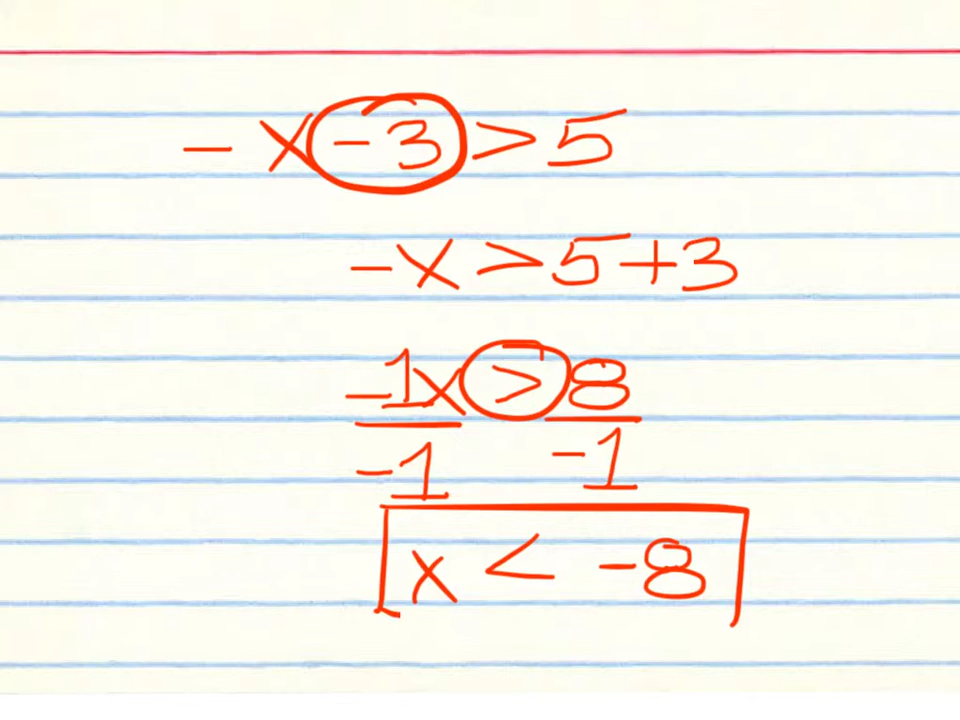 - x - 3 > 5
-x > 5 + 3
-1x > 8
-1 -1
x < -8